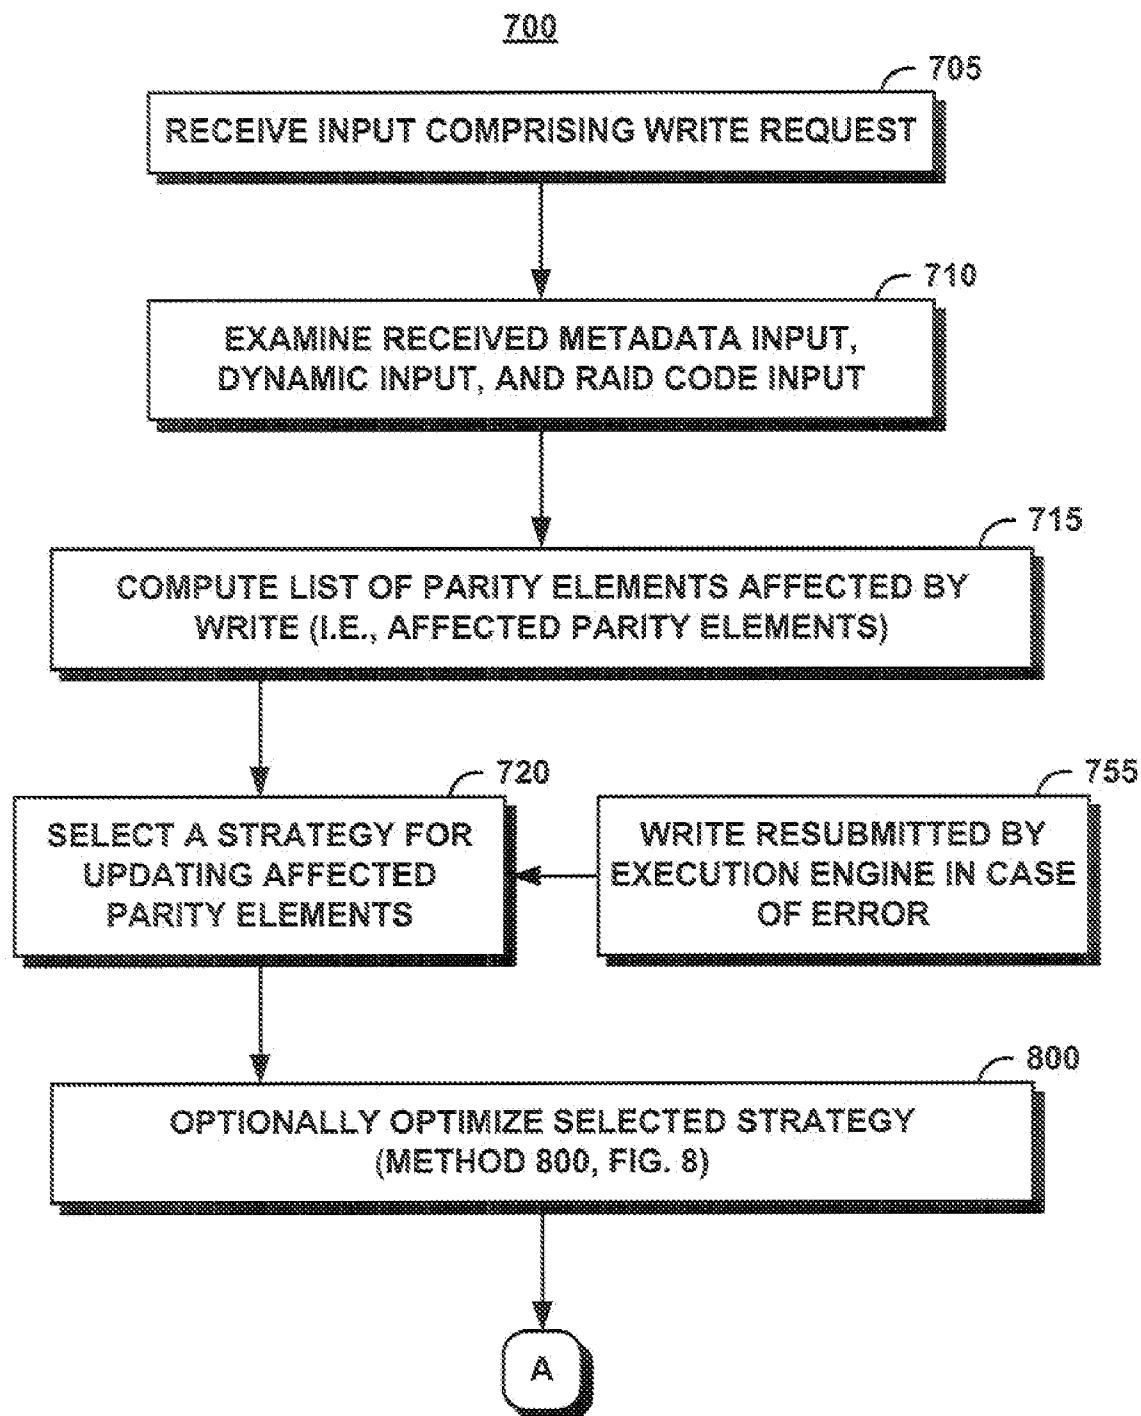 700
705
RECEIVE INPUT COMPRISING WRITE REQUEST
710
EXAMINE RECEIVED METADATA INPUT,
DYNAMIC INPUT, AND RAID CODE INPUT
715
COMPUTE LIST OF PARITY ELEMENTS AFFECTED BY
WRITE (I.E., AFFECTED PARITY ELEMENTS)
720
SELECT A STRATEGY FOR
UPDATING AFFECTED
PARITY ELEMENTS
755
WRITE RESUBMITTED BY
EXECUTION ENGINE IN CASE
OF ERROR
800
OPTIONALLY OPTIMIZE SELECTED STRATEGY
(METHOD 800, FIG. 8)
A